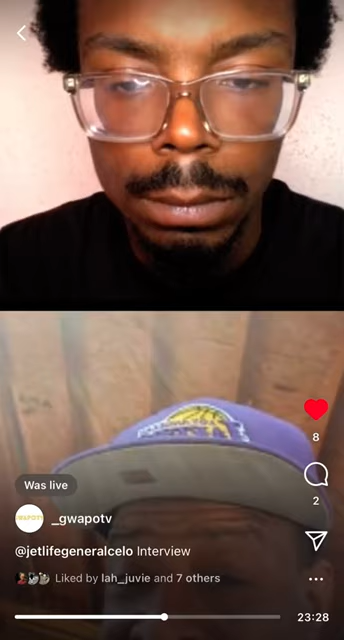 Was live
_gwapotv
8
2
@jetlifegeneralcelo Interview
Liked by lah_juvie and 7 others
23:28